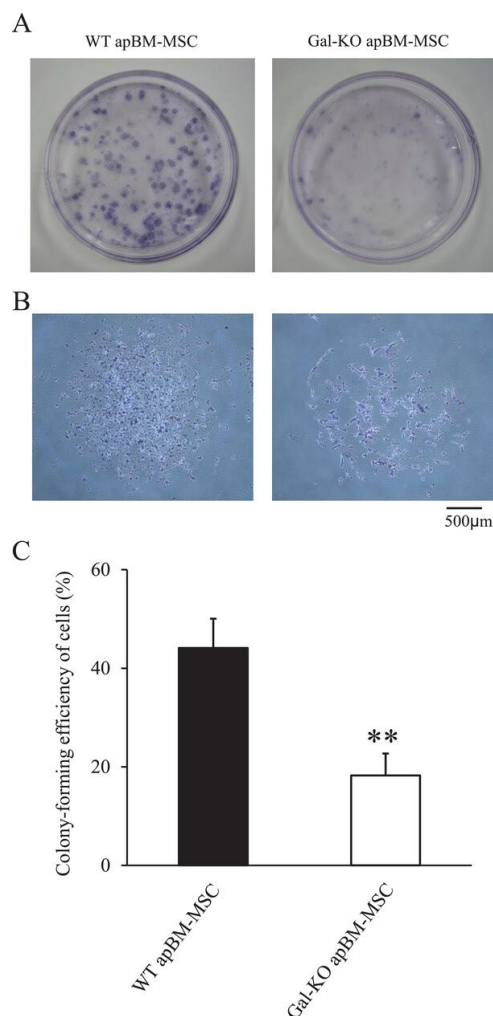 A
WT apBM-MSC
Gal-KO apBM-MSC
B
500μm
C
Colony-forming efficiency of cells (%)
60
40
20
0
**
WT apBM-MSC
Gal-KO apBM-MSC